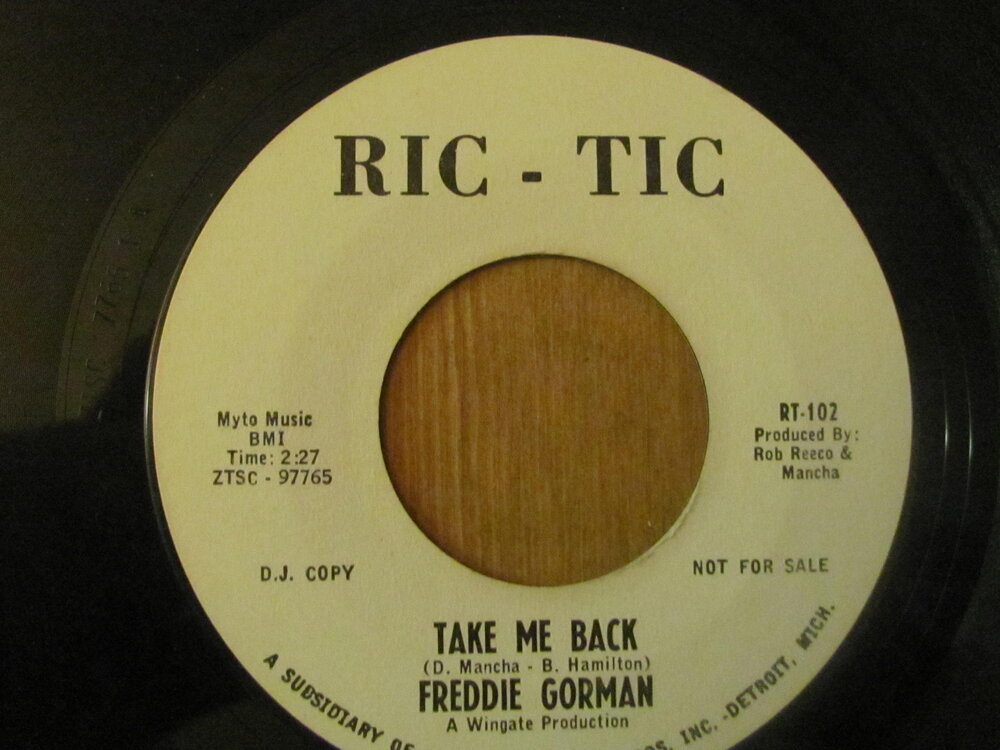 RIC - TIC
Myto Music
BMI
Time: 2:27
ZTSC - 97765
RT-102
Produced By:
Rob Reeco &
Mancha
D.J. COPY
NOT FOR SALE
TAKE ME BACK
(D. Mancha - B. Hamilton)
FREDDIE GORMAN
A Wingate Production
A SUBSIDIARY OF
INC. - DETROIT, MICH.